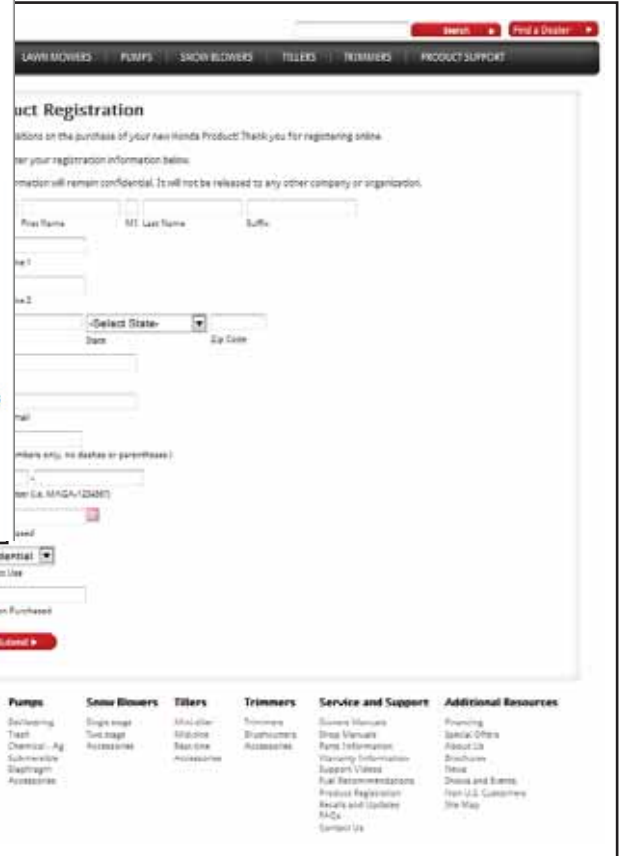 Search Find a Dealer
LAWN MOWERS PUMPS SNOW BLOWERS TILLERS TRIMMERS PRODUCT SUPPORT
uct Registration
ations on the purchase of your new Honda Product! Thank you for registering online.
ter your registration information below.
ormation will remain confidential. It will not be released to any other company or organization.
First Name MI Last Name Suffix
ne 1
ne 2
-Select State-
State Zip Code
mail
mbers only, no dashes or parentheses.)
-
ber (i.e. MAGA-1234567)
ased
dential
t Use
n Purchased
Submit
Pumps Snow Blowers Tillers Trimmers Service and Support Additional Resources
Dewatering Single stage Mini-tiller Trimmers Owners Manuals Financing
Trash Two stage Mid-tine Brushcutters Shop Manuals Special Offers
Chemical - Ag Accessories Rear-tine Accessories Parts Information About Us
Submersible Accessories Warranty Information Brochures
Diaphragm Support Videos News
Accessories Fuel Recommendations Shows and Events
Product Registration Non-U.S. Customers
Recalls and Updates Site Map
FAQs
Contact Us